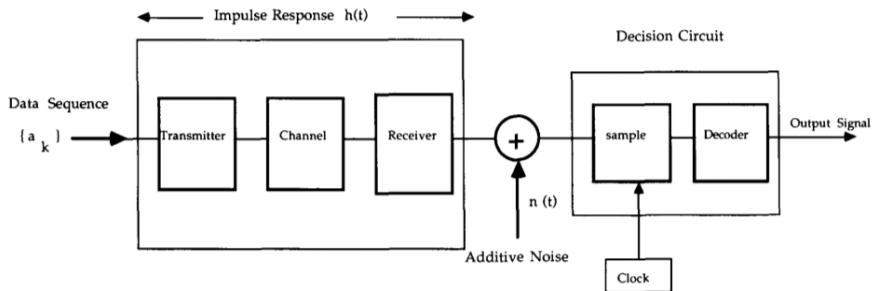 Impulse Response h(t)
Decision Circuit
Data Sequence
{ a k }
Transmitter
Channel
Receiver
+
sample
Decoder
Output Signal
n (t)
Additive Noise
Clock